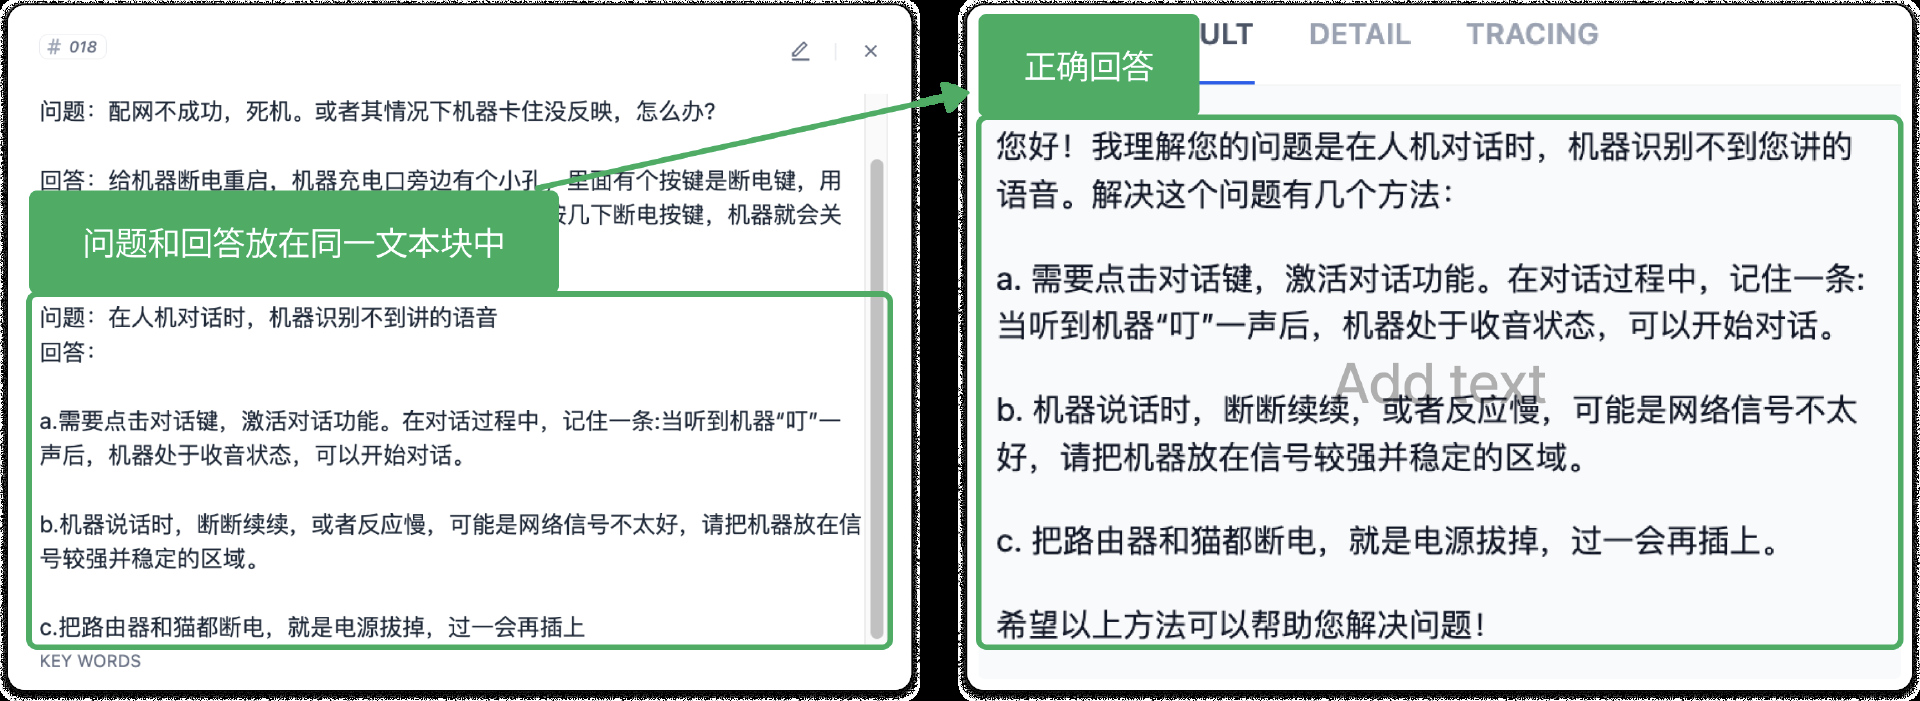 # 018
问题：配网不成功，死机。或者其情况下机器卡住没反映，怎么办?
回答：给机器断电重启，机器充电口旁边有个小孔，里面有个按键是断电键，用
按几下断电按键，机器就会关
问题和回答放在同一文本块中
问题：在人机对话时，机器识别不到讲的语音
回答：
a.需要点击对话键，激活对话功能。在对话过程中，记住一条:当听到机器“叮”一
声后，机器处于收音状态，可以开始对话。
b.机器说话时，断断续续，或者反应慢，可能是网络信号不太好，请把机器放在信
号较强并稳定的区域。
c.把路由器和猫都断电，就是电源拔掉，过一会再插上
KEY WORDS
正确回答
ULT
DETAIL
TRACING
您好！我理解您的问题是在人机对话时，机器识别不到您讲的
语音。解决这个问题有几个方法：
a. 需要点击对话键，激活对话功能。在对话过程中，记住一条:
当听到机器“叮”一声后，机器处于收音状态，可以开始对话。
Add text
b. 机器说话时，断断续续，或者反应慢，可能是网络信号不太
好，请把机器放在信号较强并稳定的区域。
c. 把路由器和猫都断电，就是电源拔掉，过一会再插上。
希望以上方法可以帮助您解决问题！